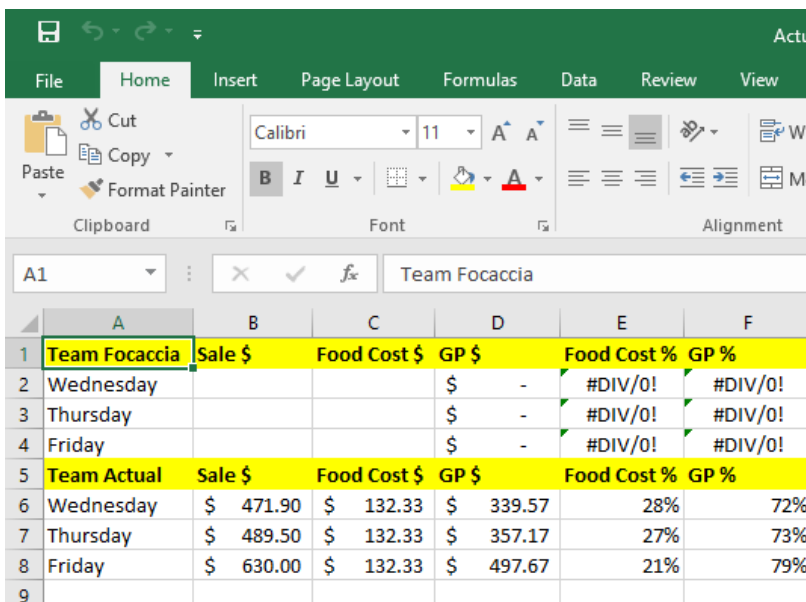 Actu
File Home Insert Page Layout Formulas Data Review View
Cut
Copy
Paste
Format Painter
Calibri 11 A A
B I U A
W
M
Clipboard Font Alignment
A1 fx Team Focaccia
A B C D E F
1 Team Focaccia Sale $ Food Cost $ GP $ Food Cost % GP %
2 Wednesday $ - #DIV/0! #DIV/0!
3 Thursday $ - #DIV/0! #DIV/0!
4 Friday $ - #DIV/0! #DIV/0!
5 Team Actual Sale $ Food Cost $ GP $ Food Cost % GP %
6 Wednesday $ 471.90 $ 132.33 $ 339.57 28% 72%
7 Thursday $ 489.50 $ 132.33 $ 357.17 27% 73%
8 Friday $ 630.00 $ 132.33 $ 497.67 21% 79%
9